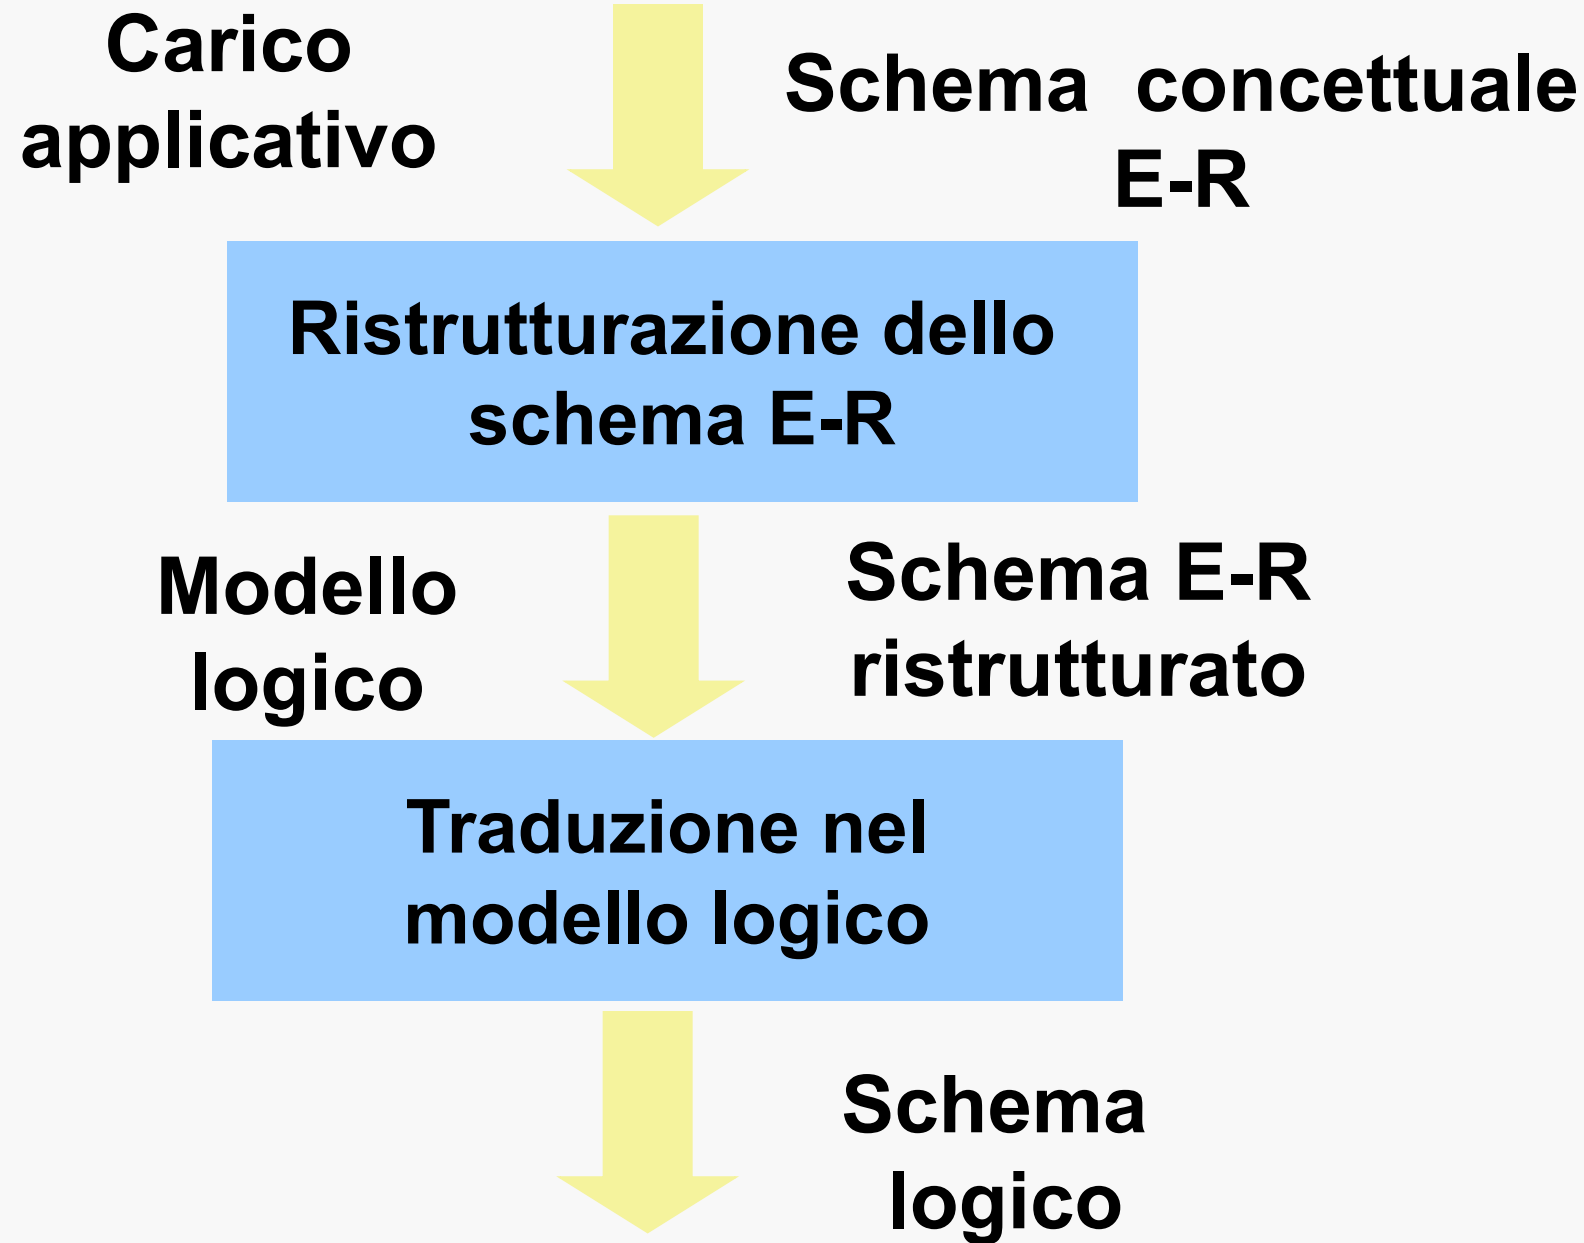 Carico
applicativo
Schema concettuale
E-R
Ristrutturazione dello
schema E-R
Modello
logico
Schema E-R
ristrutturato
Traduzione nel
modello logico
Schema
logico